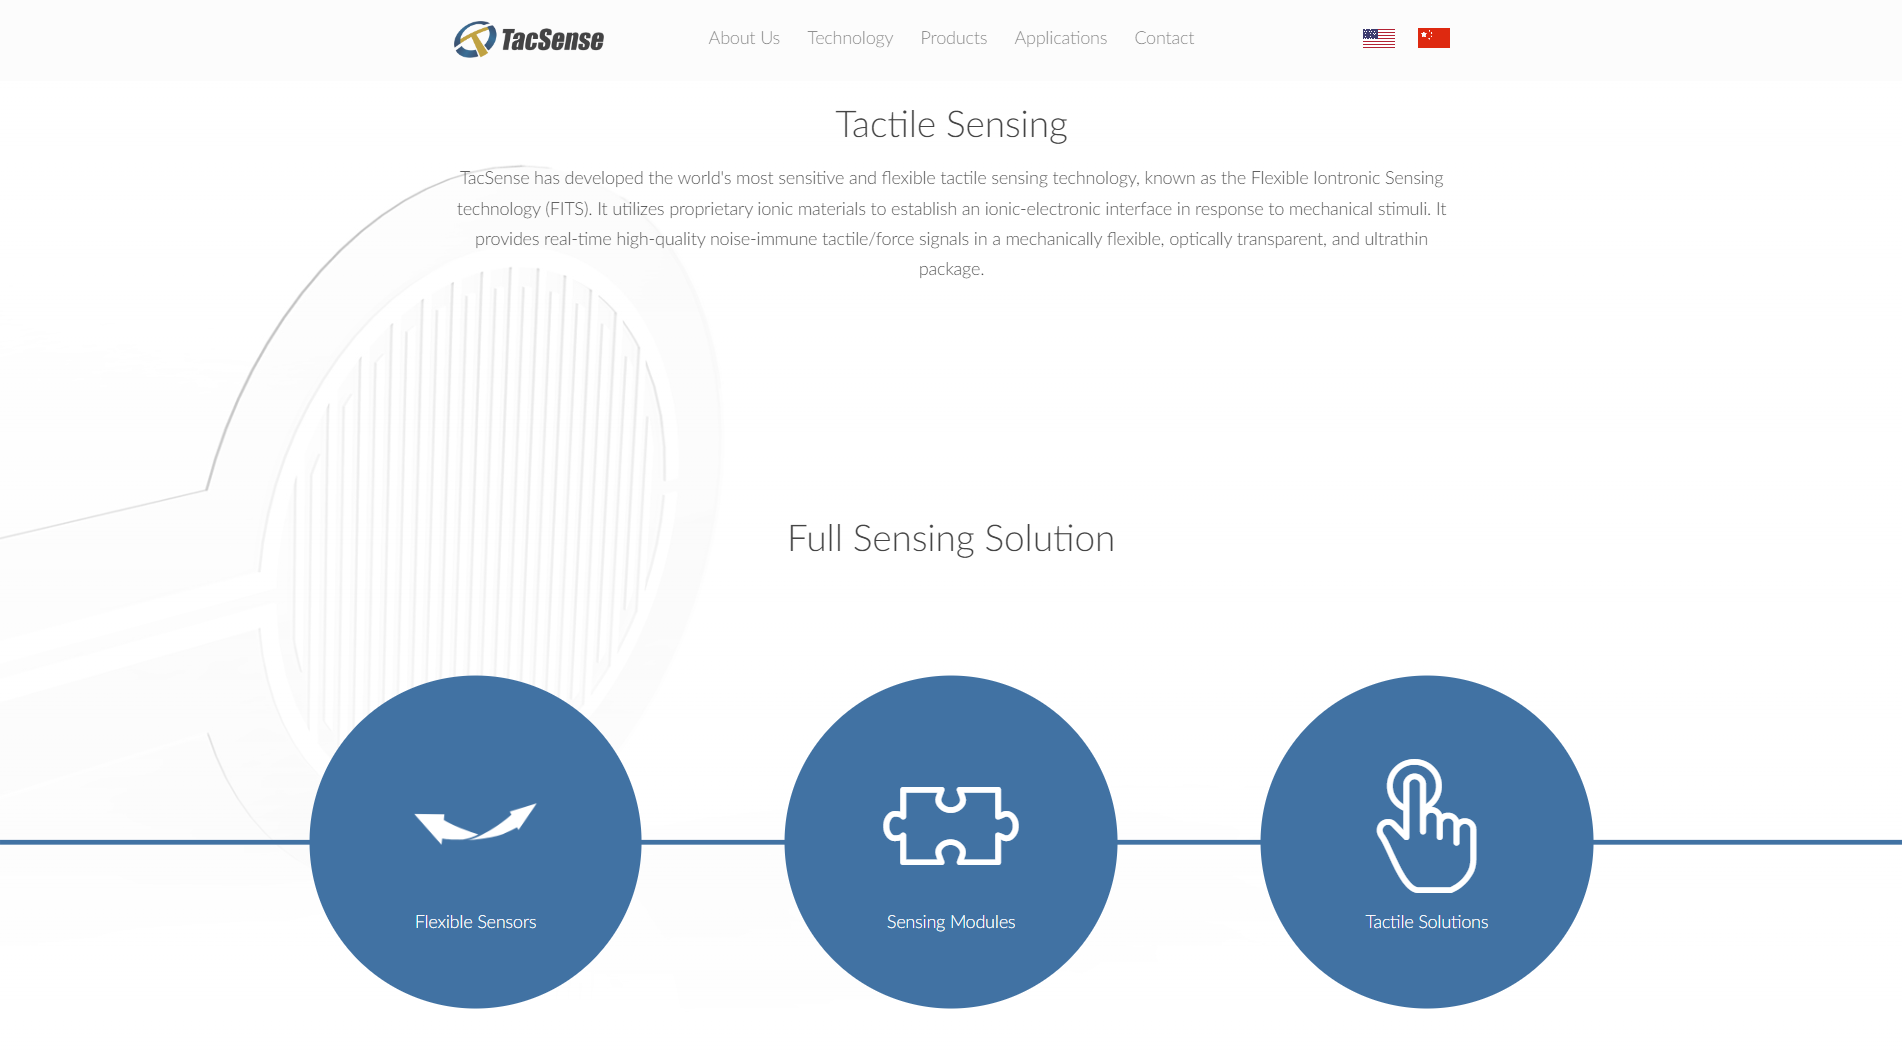 TacSense
About Us
Technology
Products
Applications
Contact
Tactile Sensing
TacSense has developed the world's most sensitive and flexible tactile sensing technology, known as the Flexible Iontronic Sensing
technology (FITS). It utilizes proprietary ionic materials to establish an ionic-electronic interface in response to mechanical stimuli. It
provides real-time high-quality noise-immune tactile/force signals in a mechanically flexible, optically transparent, and ultrathin
package.
Full Sensing Solution
Flexible Sensors
Sensing Modules
Tactile Solutions